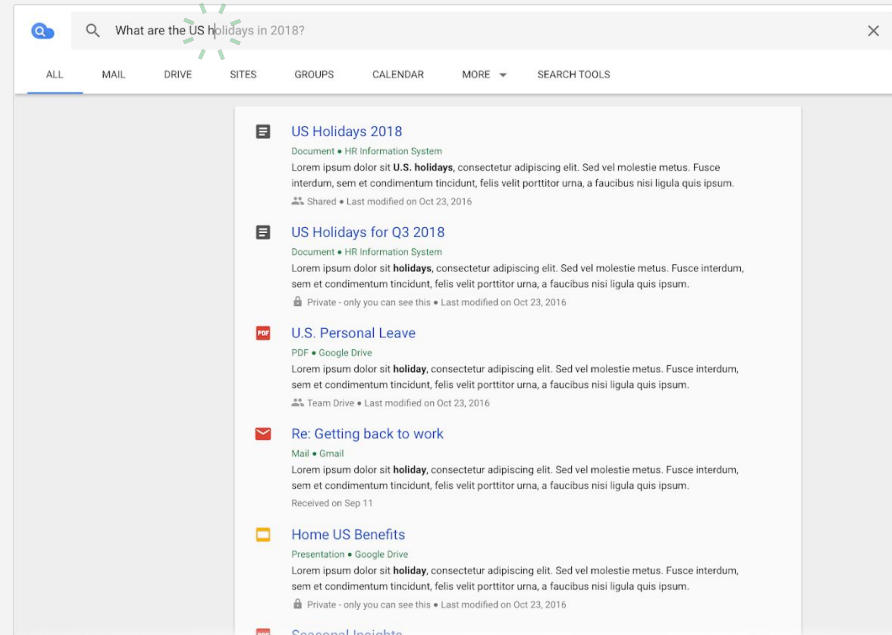 What are the US holidays in 2018?
ALL MAIL DRIVE SITES GROUPS CALENDAR MORE SEARCH TOOLS
US Holidays 2018
Document • HR Information System
Lorem ipsum dolor sit U.S. holidays, consectetur adipiscing elit. Sed vel molestie metus. Fusce
interdum, sem et condimentum tincidunt, felis velit porttitor urna, a faucibus nisi ligula quis ipsum.
Shared • Last modified on Oct 23, 2016
US Holidays for Q3 2018
Document • HR Information System
Lorem ipsum dolor sit holidays, consectetur adipiscing elit. Sed vel molestie metus. Fusce interdum,
sem et condimentum tincidunt, felis velit porttitor urna, a faucibus nisi ligula quis ipsum.
Private - only you can see this • Last modified on Oct 23, 2016
PDF
U.S. Personal Leave
PDF • Google Drive
Lorem ipsum dolor sit holiday, consectetur adipiscing elit. Sed vel molestie metus. Fusce interdum,
sem et condimentum tincidunt, felis velit porttitor urna, a faucibus nisi ligula quis ipsum.
Team Drive • Last modified on Oct 23, 2016
Re: Getting back to work
Mail • Gmail
Lorem ipsum dolor sit holiday, consectetur adipiscing elit. Sed vel molestie metus. Fusce interdum,
sem et condimentum tincidunt, felis velit porttitor urna, a faucibus nisi ligula quis ipsum.
Received on Sep 11
Home US Benefits
Presentation • Google Drive
Lorem ipsum dolor sit holiday, consectetur adipiscing elit. Sed vel molestie metus. Fusce interdum,
sem et condimentum tincidunt, felis velit porttitor urna, a faucibus nisi ligula quis ipsum.
Private - only you can see this • Last modified on Oct 23, 2016
Seasonal Insights